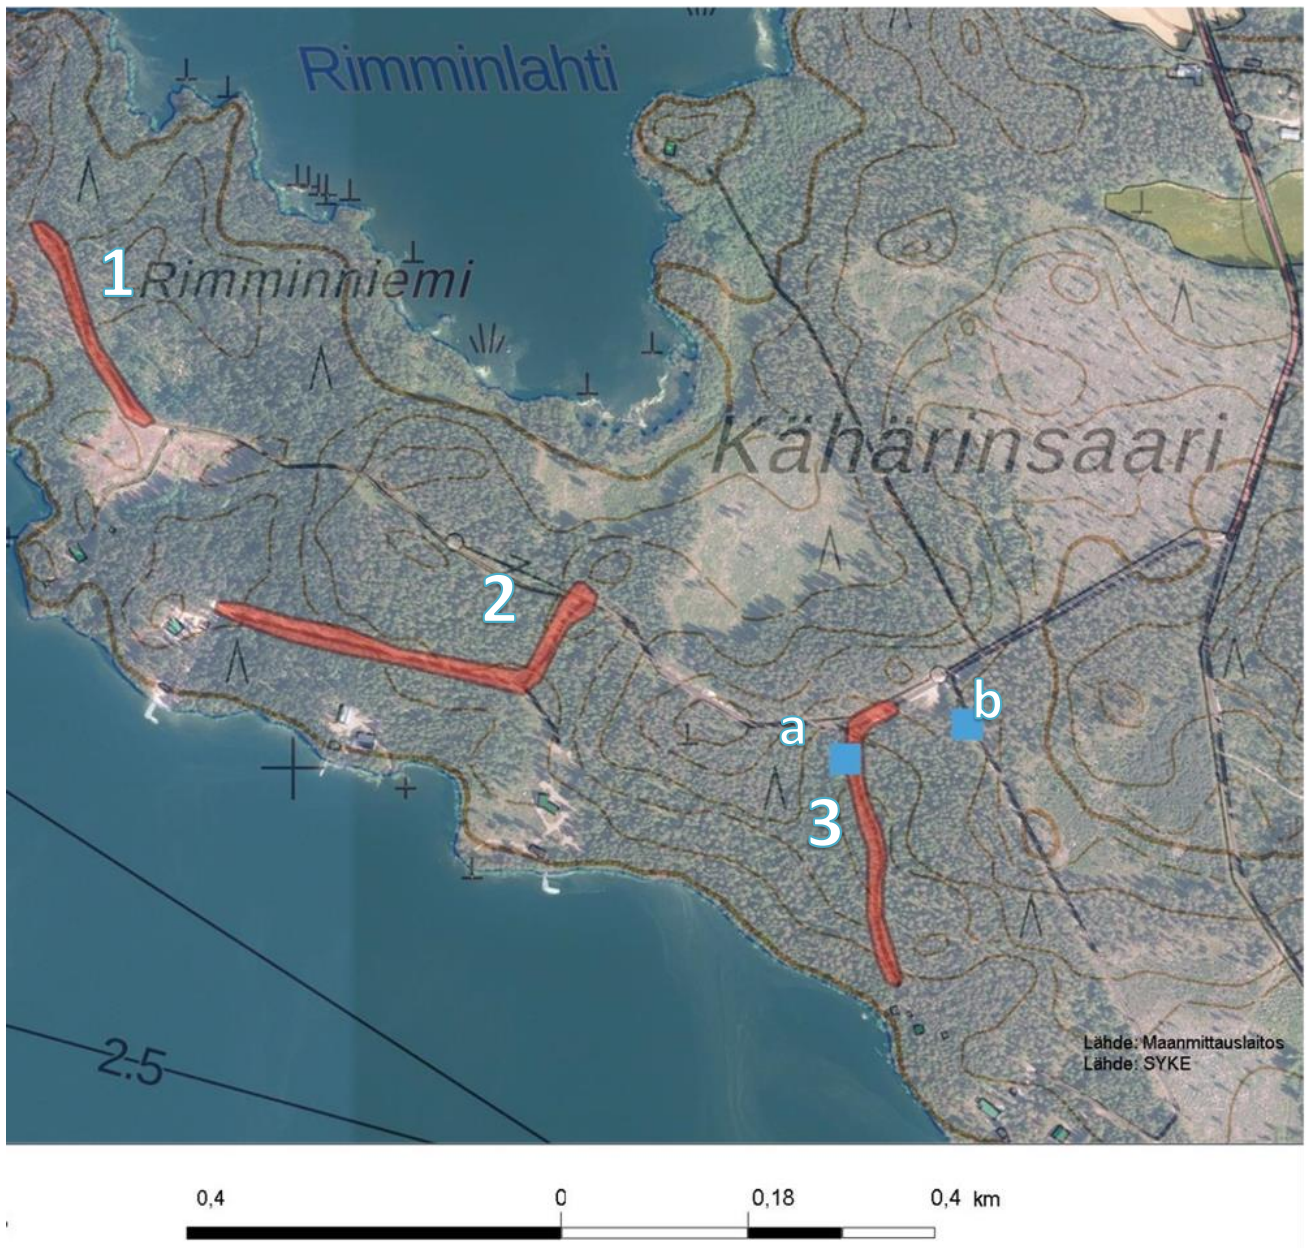 Rimminlahti
1
Rimminniemi
Kähärinsaari
2
a
b
3
2.5
Lähde: Maanmittauslaitos
Lähde: SYKE
0,4 0 0,18 0,4 km